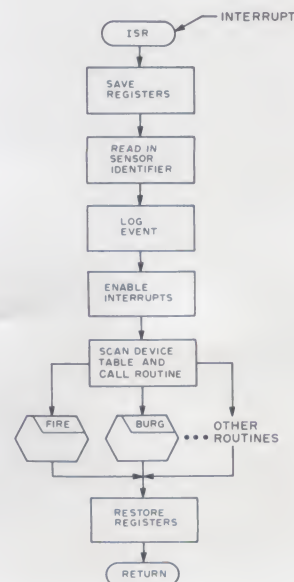 INTERRUPT
ISR
SAVE
REGISTERS
READ IN
SENSOR
IDENTIFIER
LOG
EVENT
ENABLE
INTERRUPTS
SCAN DEVICE
TABLE AND
CALL ROUTINE
FIRE
BURG
••• OTHER
ROUTINES
RESTORE
REGISTERS
RETURN